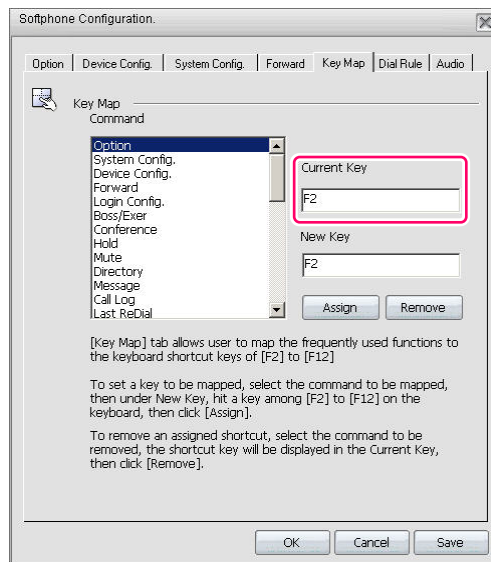 Softphone Configuration.
Option Device Config. System Config. Forward Key Map Dial Rule Audio
Key Map
Command
Option
System Config.
Device Config.
Forward
Login Config.
Boss/Exer
Conference
Hold
Mute
Directory
Message
Call Log
Last ReDial
Current Key
F2
New Key
F2
Assign Remove
[Key Map] tab allows user to map the frequently used functions to
the keyboard shortcut keys of [F2] to [F12]
To set a key to be mapped, select the command to be mapped,
then under New Key, hit a key among [F2] to [F12] on the
keyboard, then click [Assign].
To remove an assigned shortcut, select the command to be
removed, the shortcut key will be displayed in the Current Key,
then click [Remove].
OK Cancel Save